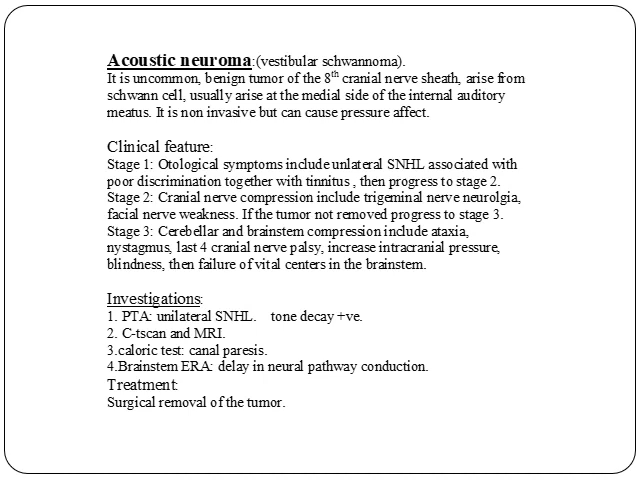 Acoustic neuroma:(vestibular schwannoma).
It is uncommon, benign tumor of the 8th cranial nerve sheath, arise from
schwann cell, usually arise at the medial side of the internal auditory
meatus. It is non invasive but can cause pressure affect.
Clinical feature:
Stage 1: Otological symptoms include unilateral SNHL associated with
poor discrimination together with tinnitus , then progress to stage 2.
Stage 2: Cranial nerve compression include trigeminal nerve neurolgia,
facial nerve weakness. If the tumor not removed progress to stage 3.
Stage 3: Cerebellar and brainstem compression include ataxia,
nystagmus, last 4 cranial nerve palsy, increase intracranial pressure,
blindness, then failure of vital centers in the brainstem.
Investigations:
1. PTA: unilateral SNHL. tone decay +ve.
2. C-tscan and MRI.
3.caloric test: canal paresis.
4.Brainstem ERA: delay in neural pathway conduction.
Treatment:
Surgical removal of the tumor.